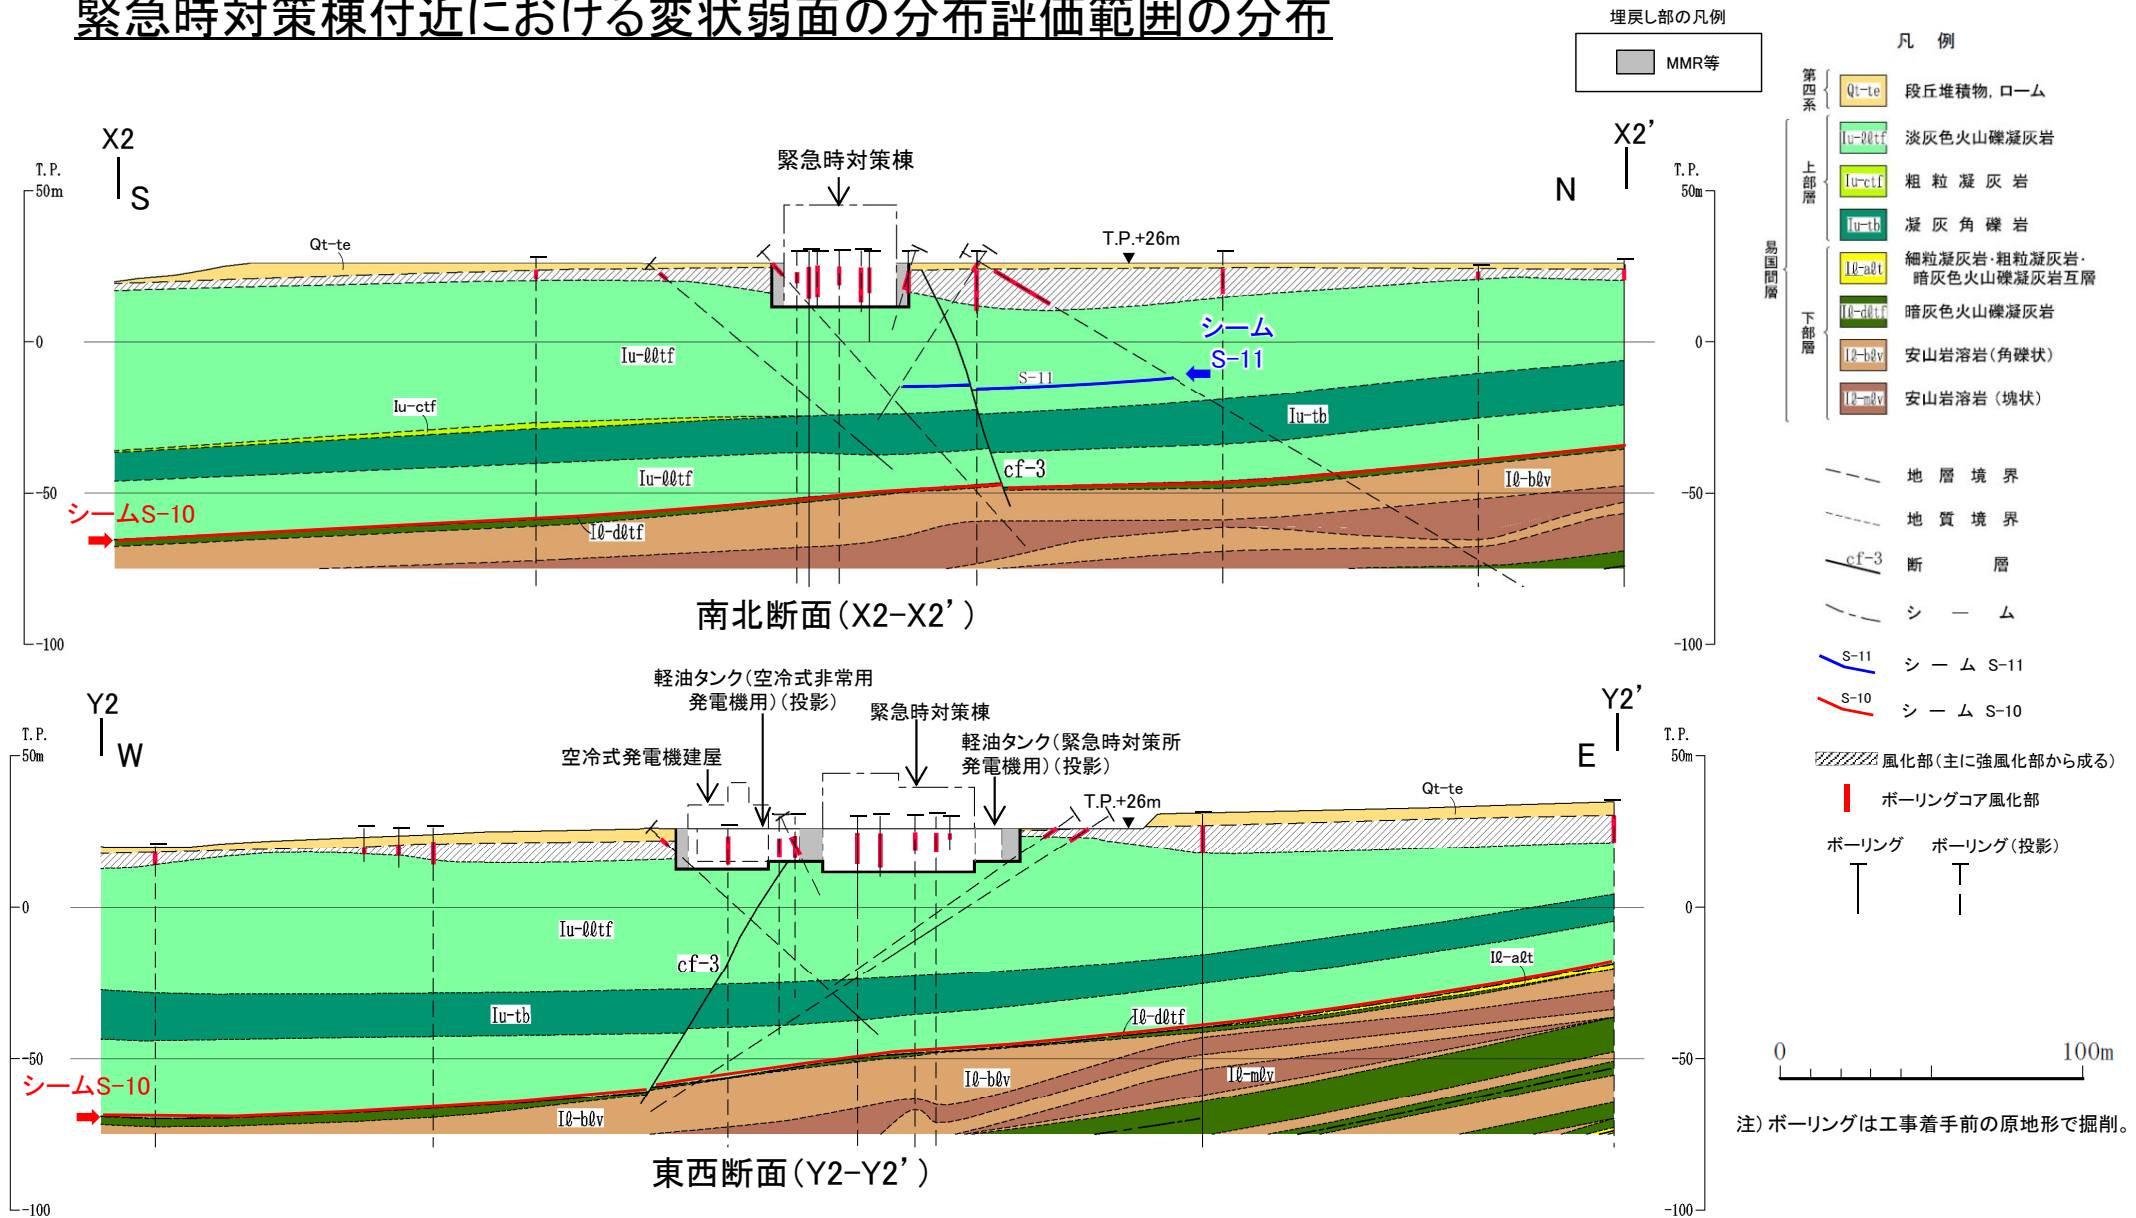 緊急時対策棟付近における変状弱面の分布評価範囲の分布
埋戻し部の凡例
MMR等
凡 例
第四系
Qt-te 段丘堆積物,ローム
易国間層
上部層
Iu-ℓℓtf 淡灰色火山礫凝灰岩
Iu-ctf 粗粒凝灰岩
Iu-tb 凝灰角礫岩
下部層
Iℓ-aℓt 細粒凝灰岩・粗粒凝灰岩・
暗灰色火山礫凝灰岩互層
Iℓ-dℓtf 暗灰色火山礫凝灰岩
Iℓ-bℓv 安山岩溶岩(角礫状)
Iℓ-mℓv 安山岩溶岩(塊状)
地層境界
地質境界
cf-3 断層
シーム
S-11 シームS-11
S-10 シームS-10
風化部(主に強風化部から成る)
ボーリングコア風化部
ボーリング ボーリング(投影)
0 100m
注)ボーリングは工事着手前の原地形で掘削。
X2 X2’
S N
T.P. T.P.
50m 50m
0 0
-50 -50
-100 -100
緊急時対策棟
T.P.+26m
Qt-te
Iu-ℓℓtf
シーム
S-11
S-11
Iu-ctf
Iu-tb
Iu-ℓℓtf
cf-3
Iℓ-bℓv
シームS-10
Iℓ-dℓtf
南北断面(X2-X2’)
Y2 Y2’
W E
T.P. T.P.
50m 50m
0 0
-50 -50
-100 -100
軽油タンク(空冷式非常用
発電機用)(投影)
緊急時対策棟
空冷式発電機建屋
軽油タンク(緊急時対策所
発電機用)(投影)
T.P.+26m
Qt-te
Iu-ℓℓtf
cf-3
Iℓ-aℓt
Iu-tb
Iℓ-dℓtf
シームS-10
Iℓ-bℓv
Iℓ-mℓv
Iℓ-bℓv
東西断面(Y2-Y2’)